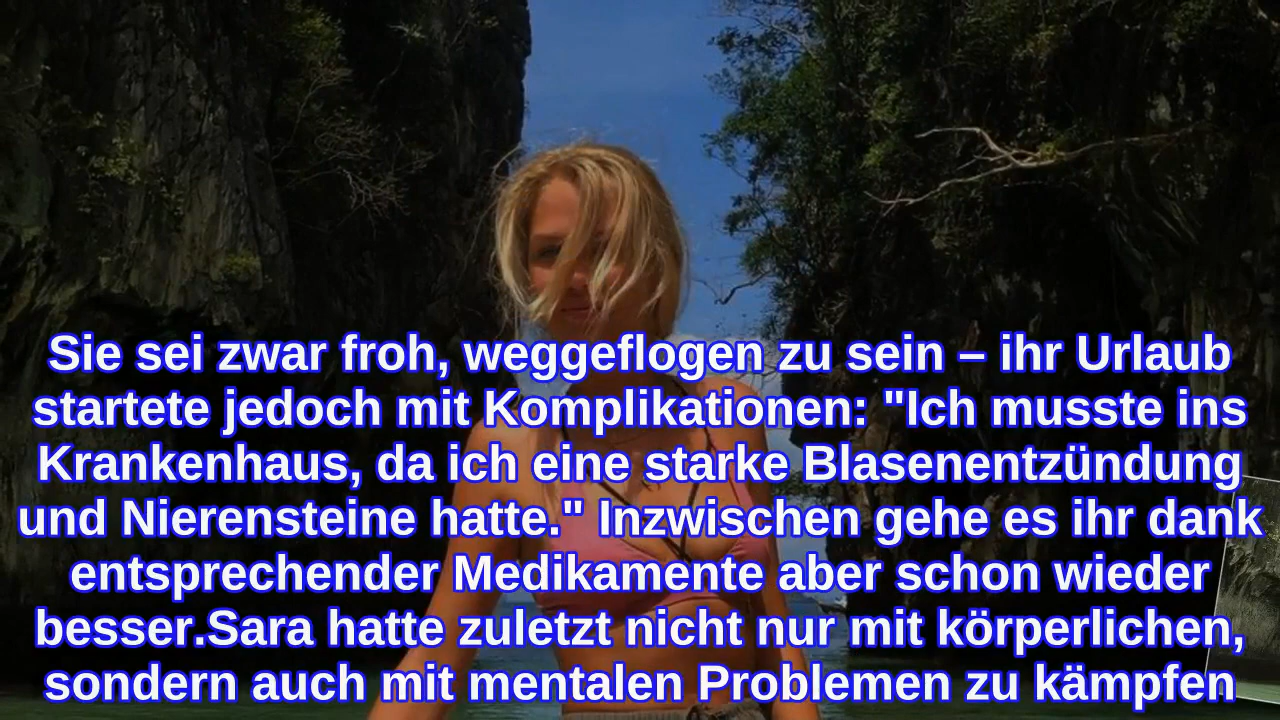 Sie sei zwar froh, weggeflogen zu sein – ihr Urlaub
startete jedoch mit Komplikationen: "Ich musste ins
Krankenhaus, da ich eine starke Blasenentzündung
und Nierensteine hatte." Inzwischen gehe es ihr dank
entsprechender Medikamente aber schon wieder
besser.Sara hatte zuletzt nicht nur mit körperlichen,
sondern auch mit mentalen Problemen zu kämpfen